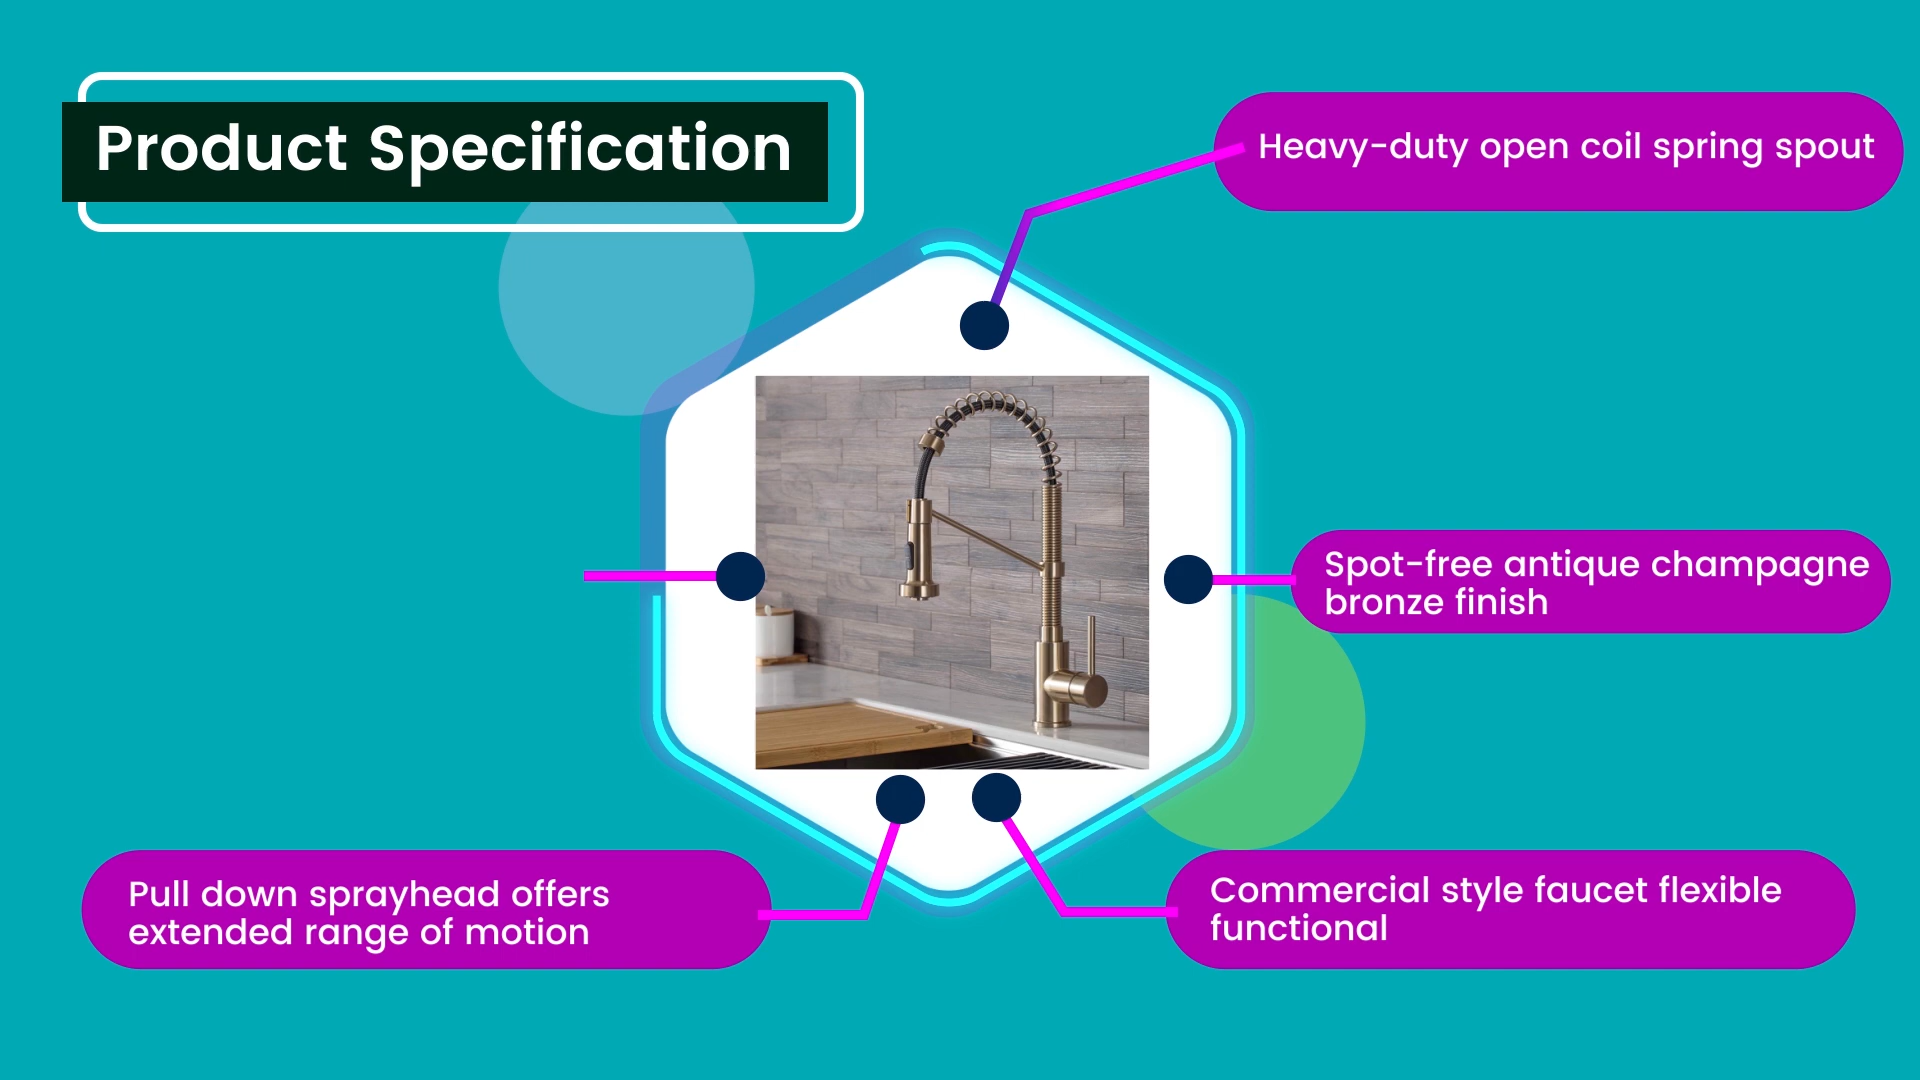 Product Specification
Heavy-duty open coil spring spout
Spot-free antique champagne
bronze finish
Pull down sprayhead offers
extended range of motion
Commercial style faucet flexible
functional